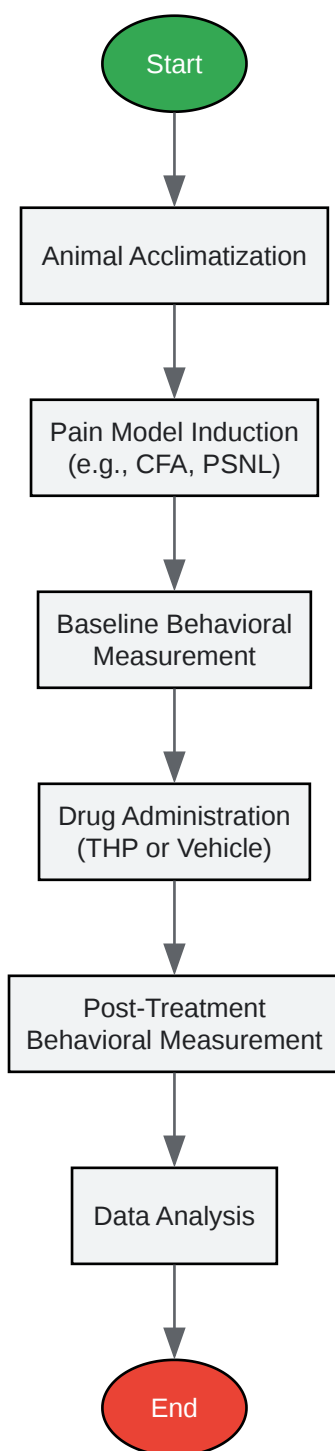 Start
Animal Acclimatization
Pain Model Induction
(e.g., CFA, PSNL)
Baseline Behavioral
Measurement
Drug Administration
(THP or Vehicle)
Post-Treatment
Behavioral Measurement
Data Analysis
End